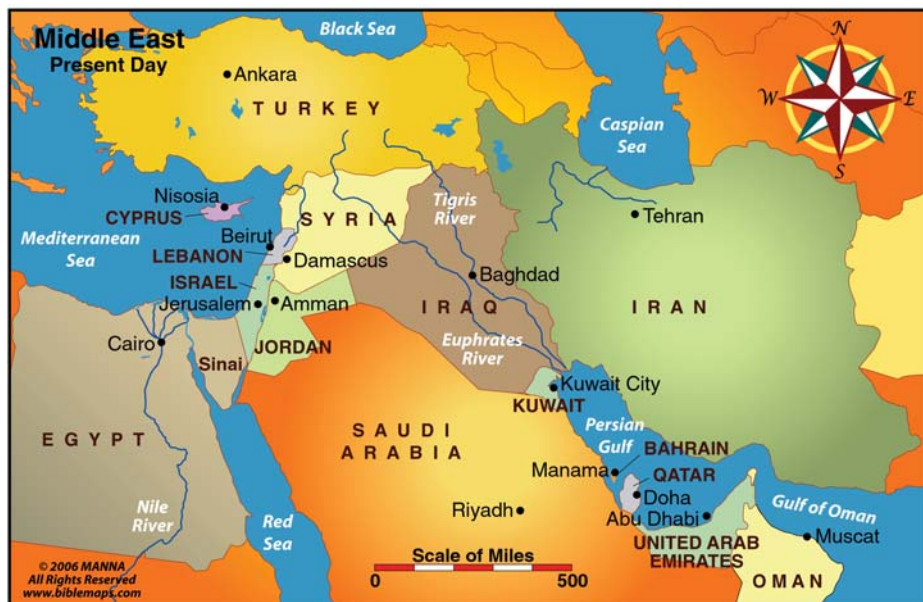 Middle East
Present Day
Black Sea
N
W
E
S
Ankara
TURKEY
Caspian
Sea
Nisosia
CYPRUS
SYRIA
Tigris
River
Tehran
Mediterranean
Sea
Beirut
LEBANON
Damascus
ISRAEL
Baghdad
Jerusalem
Amman
IRAQ
IRAN
Cairo
Sinai
JORDAN
Euphrates
River
Kuwait City
KUWAIT
EGYPT
SAUDI
ARABIA
Persian
Gulf
BAHRAIN
Manama
QATAR
Doha
Nile
River
Red
Sea
Riyadh
Abu Dhabi
Gulf of Oman
UNITED ARAB
EMIRATES
Muscat
OMAN
Scale of Miles
0
500
© 2006 MANNA
All Rights Reserved
www.biblemaps.com